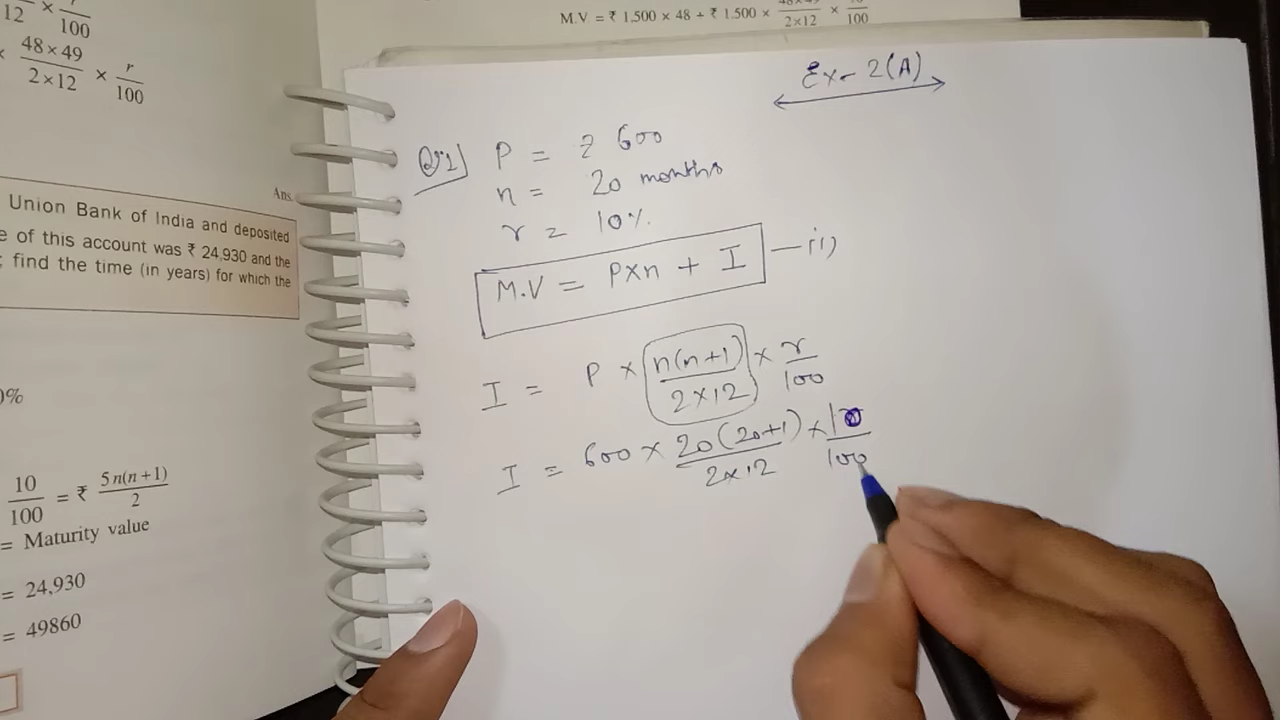 12 × r/100
× 48 × 49/2 × 12 × r/100
Ans.
Union Bank of India and deposited
e of this account was ₹ 24,930 and the
; find the time (in years) for which the
0%
10/100 = ₹ 5n(n+1)/2
= Maturity value
= 24,930
= 49860
M.V = ₹ 1,500 × 48 + ₹ 1,500 × 48×49/2×12 × /100
Ex- 2(A)
Q1) P = ₹ 600
n = 20 months
r = 10%.
M.V = P×n + I —(i)
I = P × n(n+1)/2×12 × r/100
I = 600 × 20(20+1)/2×12 × 10/100